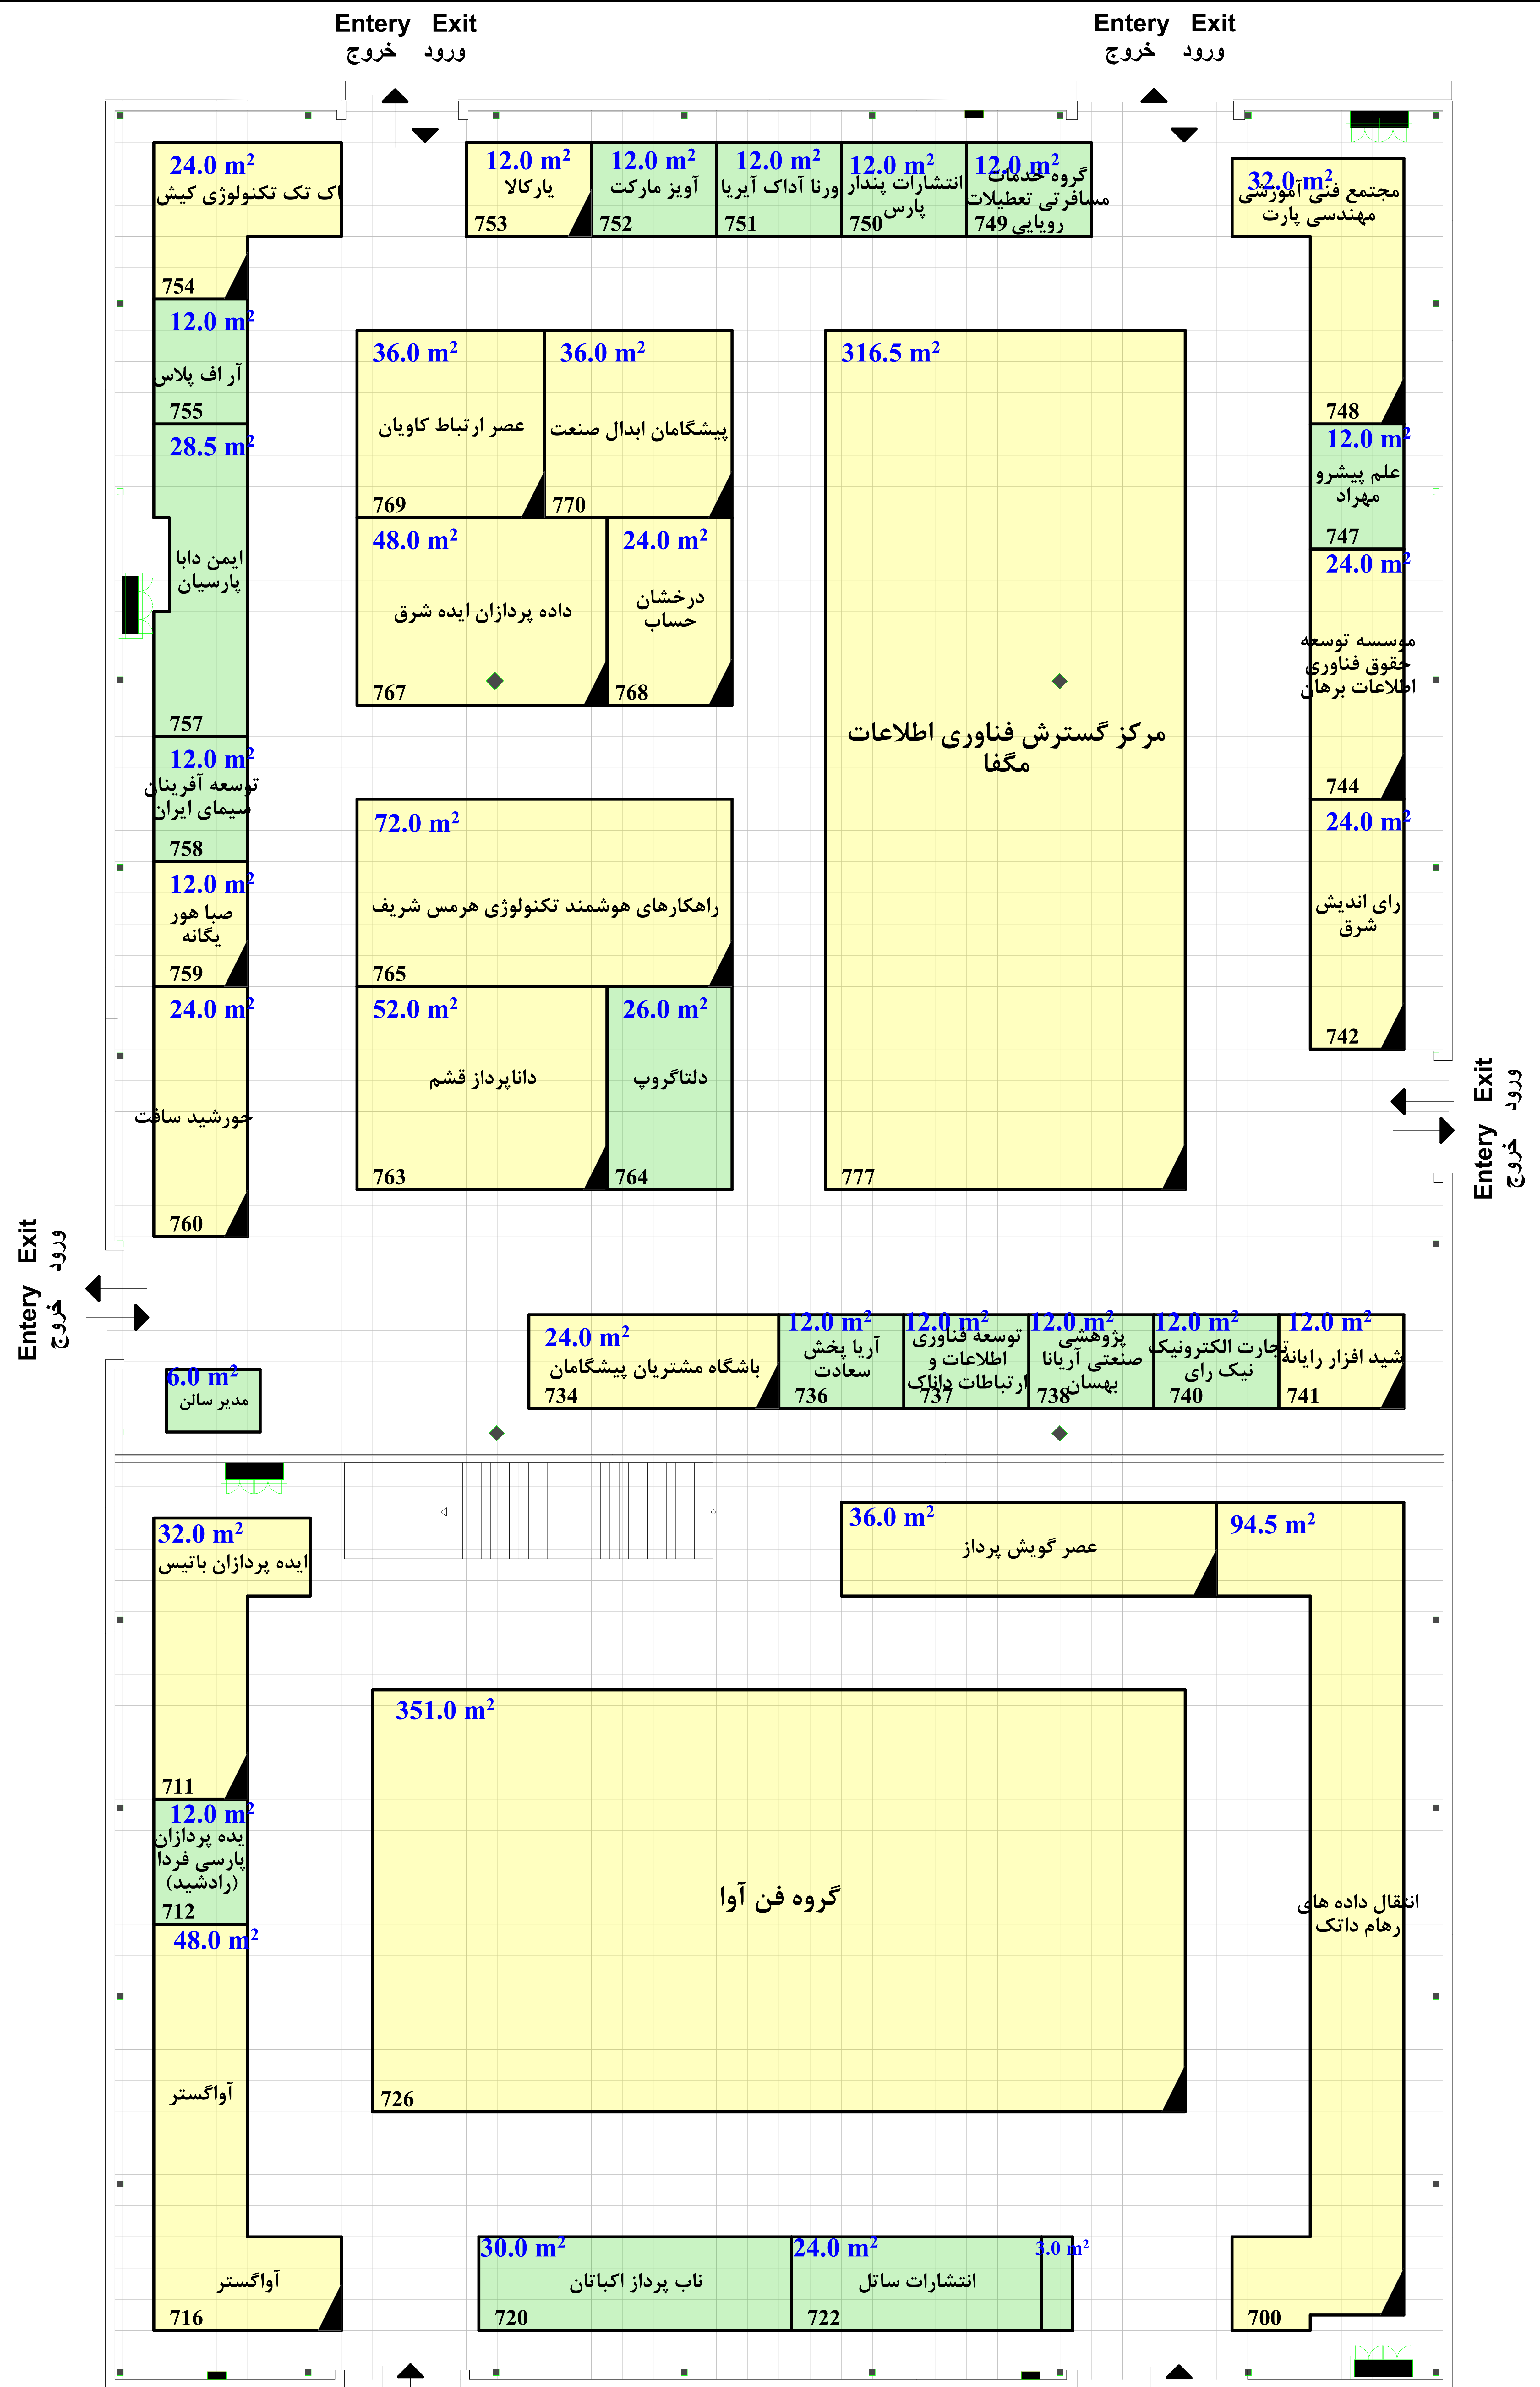 Entery Exit
خروج ورود
Entery Exit
خروج ورود
24.0 m²
اک تک تکنولوژی کیش
754
12.0 m²
یارکالا
753
12.0 m²
آویز مارکت
752
12.0 m²
ورنا آداک آیریا
751
12.0 m²
انتشارات پندار
پارس
750
12.0 m²
گروه خدمات
مسافرتی تعطیلات
رویایی
749
32.0 m²
مجتمع فنی آموزشی
مهندسی پارت
748
12.0 m²
آر اف پلاس
755
28.5 m²
ایمن دابا
پارسیان
757
12.0 m²
توسعه آفرینان
سیمای ایران
758
12.0 m²
صبا هور
یگانه
759
24.0 m²
خورشید سافت
760
36.0 m²
عصر ارتباط کاویان
769
36.0 m²
پیشگامان ابدال صنعت
770
48.0 m²
داده پردازان ایده شرق
767
24.0 m²
درخشان
حساب
768
72.0 m²
راهکارهای هوشمند تکنولوژی هرمس شریف
765
52.0 m²
داناپرداز قشم
763
26.0 m²
دلتاگروپ
764
316.5 m²
مرکز گسترش فناوری اطلاعات
مگفا
777
12.0 m²
علم پیشرو
مهراد
747
24.0 m²
موسسه توسعه
حقوق فناوری
اطلاعات برهان
744
24.0 m²
رای اندیش
شرق
742
Entery Exit
خروج ورود
Entery Exit
خروج ورود
6.0 m²
مدیر سالن
24.0 m²
باشگاه مشتریان پیشگامان
734
12.0 m²
آریا پخش
سعادت
736
12.0 m²
توسعه فناوری
اطلاعات و
ارتباطات داناک
737
12.0 m²
پژوهشی
صنعتی آریانا
بهسان
738
12.0 m²
تجارت الکترونیک
نیک رای
740
12.0 m²
شید افزار رایانه
741
32.0 m²
ایده پردازان باتیس
711
12.0 m²
یده پردازان
پارسی فردا
(رادشید)
712
48.0 m²
آواگستر
آواگستر
716
36.0 m²
عصر گویش پرداز
94.5 m²
انتقال داده های
رهام داتک
700
351.0 m²
گروه فن آوا
726
30.0 m²
ناب پرداز اکباتان
720
24.0 m²
انتشارات ساتل
722
3.0 m²